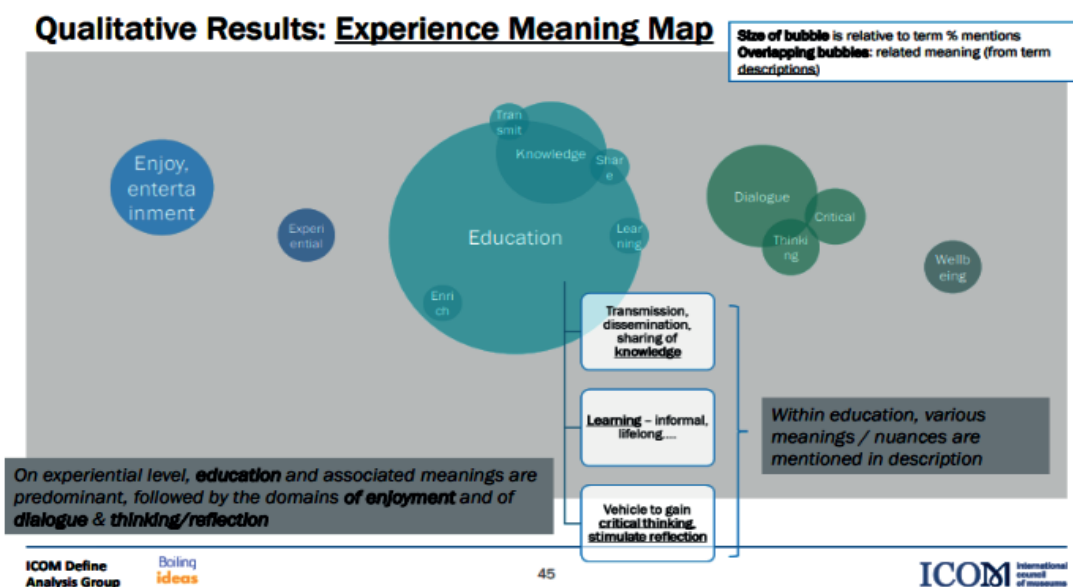 Qualitative Results: Experience Meaning Map
Size of bubble is relative to term % mentions
Overlapping bubbles: related meaning (from term
descriptions)
Enjoy,
enterta
inment
Experi
ential
Tran
smit
Knowledge
Shar
e
Education
Lear
ning
Enri
ch
Dialogue
Critical
Thinki
ng
Wellb
eing
Transmission,
dissemination,
sharing of
knowledge
Learning – informal,
lifelong,...
Vehicle to gain
critical thinking,
stimulate reflection
Within education, various
meanings / nuances are
mentioned in description
On experiential level, education and associated meanings are
predominant, followed by the domains of enjoyment and of
dialogue & thinking/reflection
ICOM Define
Analysis Group
Boiling
ideas
45
ICOM international
council
of museums